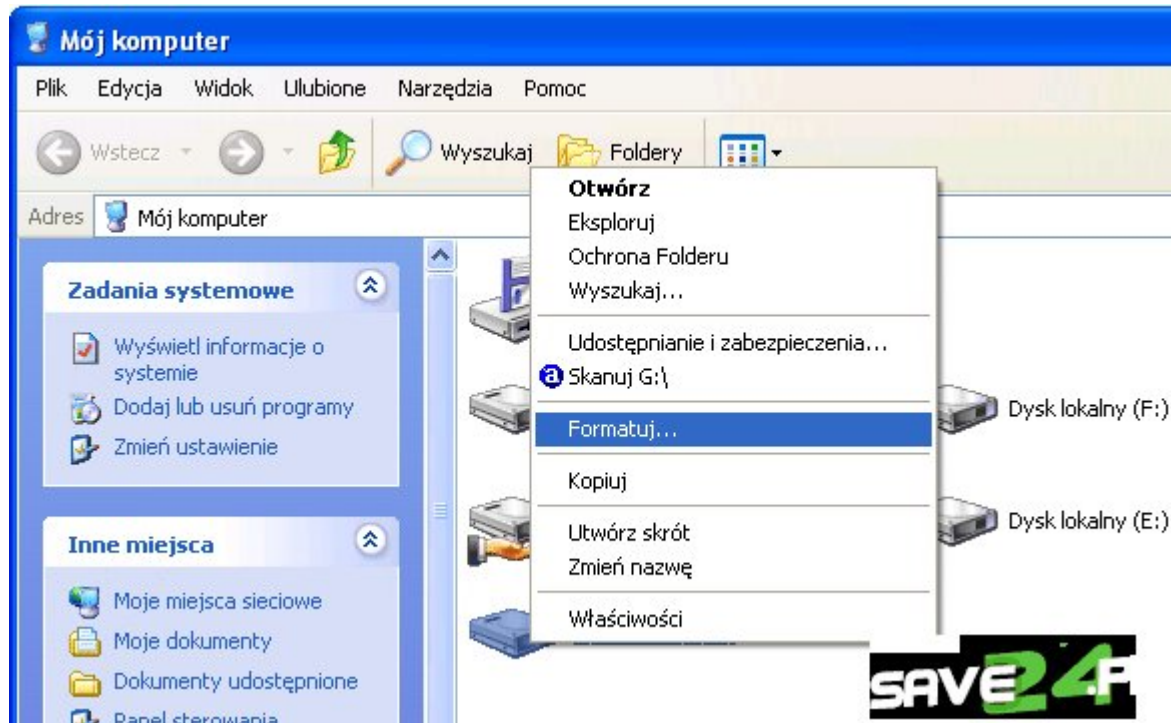 Mój komputer
Plik Edycja Widok Ulubione Narzędzia Pomoc
Wstecz Wyszukaj Foldery
Adres Mój komputer
Zadania systemowe
Wyświetl informacje o
systemie
Dodaj lub usuń programy
Zmień ustawienie
Inne miejsca
Moje miejsca sieciowe
Moje dokumenty
Dokumenty udostępnione
Panel sterowania
Otwórz
Eksploruj
Ochrona Folderu
Wyszukaj...
Udostępnianie i zabezpieczenia...
Skanuj G:\
Formatuj...
Kopiuj
Utwórz skrót
Zmień nazwę
Właściwości
Dysk lokalny (F:)
Dysk lokalny (E:)
SAVE24.P